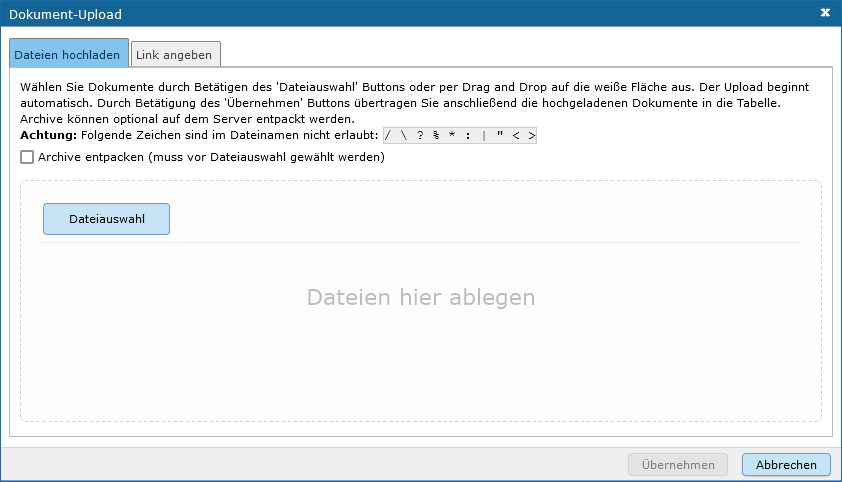 Dokument-Upload x
Dateien hochladen Link angeben
Wählen Sie Dokumente durch Betätigen des 'Dateiauswahl' Buttons oder per Drag and Drop auf die weiße Fläche aus. Der Upload beginnt
automatisch. Durch Betätigung des 'Übernehmen' Buttons übertragen Sie anschließend die hochgeladenen Dokumente in die Tabelle.
Archive können optional auf dem Server entpackt werden.
Achtung: Folgende Zeichen sind im Dateinamen nicht erlaubt: / \ ? % * : | " < >
Archive entpacken (muss vor Dateiauswahl gewählt werden)
Dateiauswahl
Dateien hier ablegen
Übernehmen Abbrechen